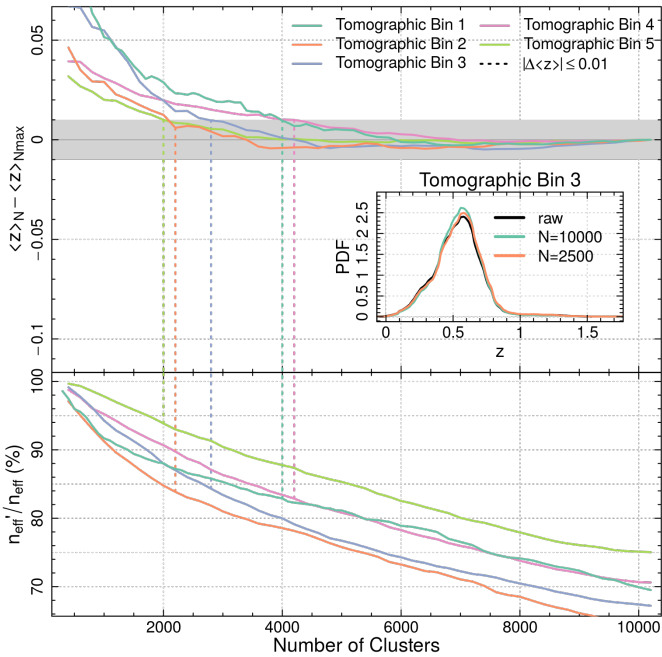 Tomographic Bin 1
Tomographic Bin 2
Tomographic Bin 3
Tomographic Bin 4
Tomographic Bin 5
|Δ<z>| ≤ 0.01
0.05
0
−0.05
−0.1
<z>N − <z>Nmax
Tomographic Bin 3
raw
N=10000
N=2500
PDF
0 0.5 1 1.5 2 2.5
0 0.5 1 1.5
z
100
90
80
70
neff'/neff (%)
2000 4000 6000 8000 10000
Number of Clusters